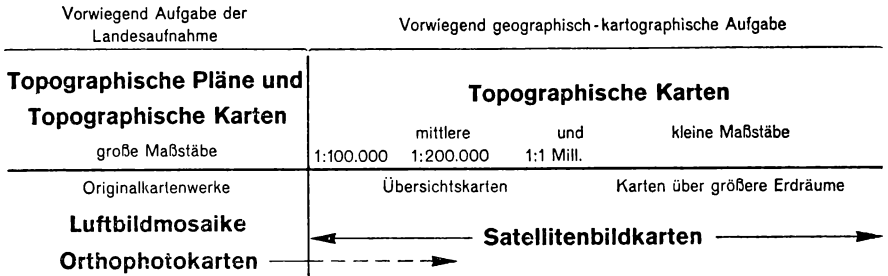 Vorwiegend Aufgabe der
Landesaufnahme
Vorwiegend geographisch-kartographische Aufgabe
Topographische Pläne und
Topographische Karten
große Maßstäbe
Topographische Karten
mittlere und kleine Maßstäbe
1:100.000 1:200.000 1:1 Mill.
Originalkartenwerke
Übersichtskarten
Karten über größere Erdräume
Luftbildmosaike
Orthophotokarten
Satellitenbildkarten